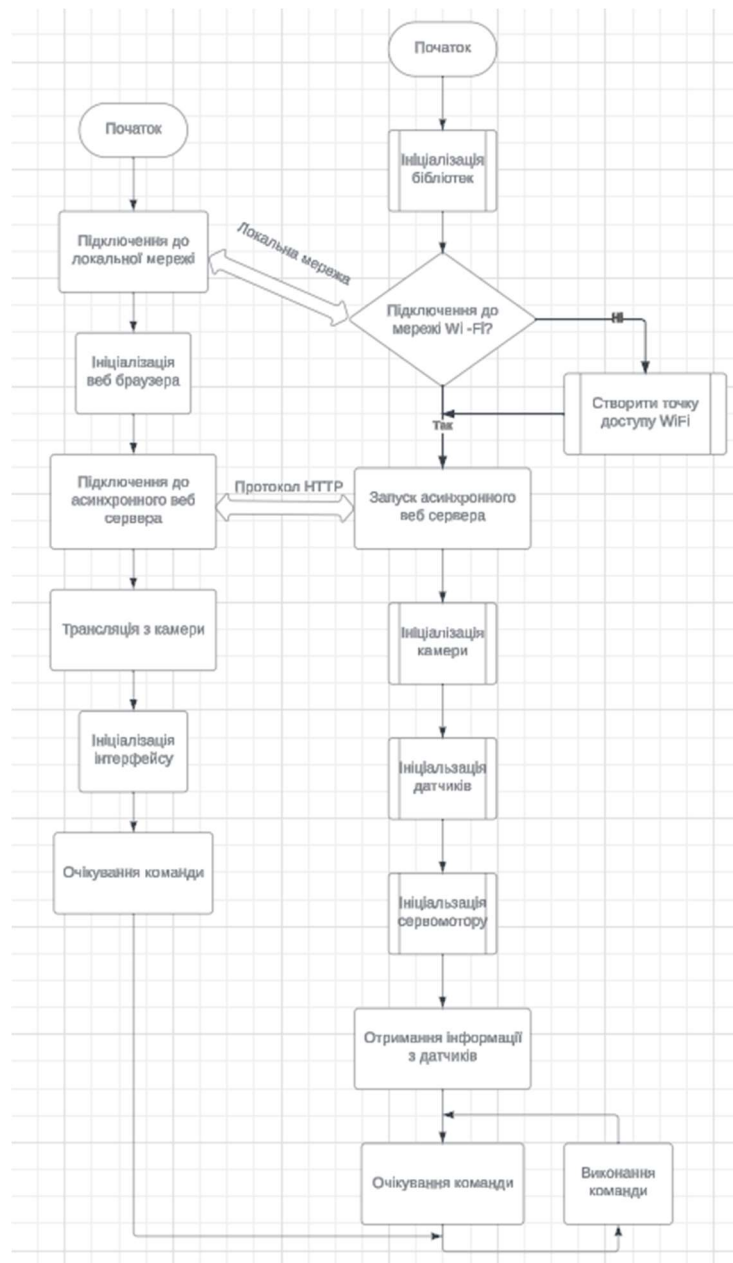 Початок
Початок
Ініціалізація
бібліотек
Підключення до
локальної мережі
Локальна мережа
Підключення до
мережі Wi -Fi?
Ні
Ініціалізація
веб браузера
Створити точку
доступу WiFi
Так
Підключення до
асинхронного веб
сервера
Протокол HTTP
Запуск асинхронного
веб сервера
Трансляція з камери
Ініціалізація
камери
Ініціалізація
інтерфейсу
Ініціальзація
датчиків
Очікування команди
Ініціальзація
сервомотору
Отримання інформації
з датчиків
Очікування команди
Виконання
команди